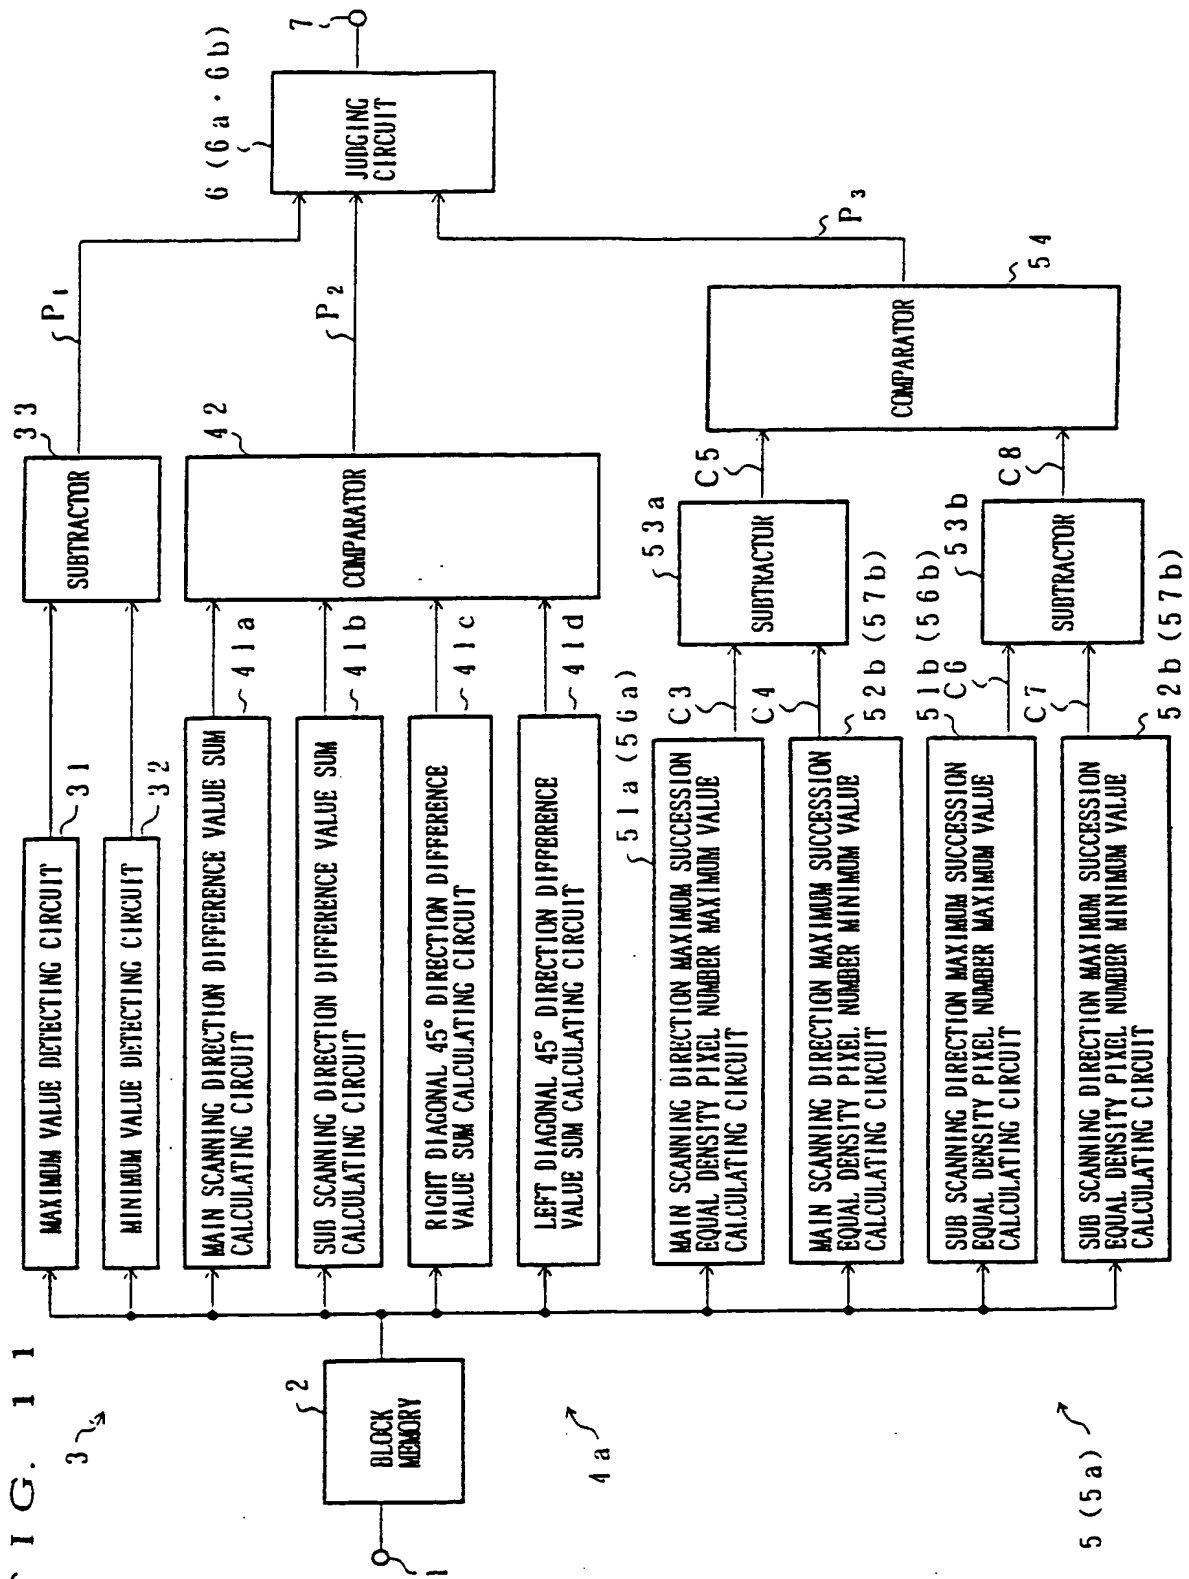 FIG. 11
3
1
2
BLOCK
MEMORY
4a
5 (5a)
MAXIMUM VALUE DETECTING CIRCUIT
31
MINIMUM VALUE DETECTING CIRCUIT
32
MAIN SCANNING DIRECTION DIFFERENCE VALUE SUM
CALCULATING CIRCUIT
41a
SUB SCANNING DIRECTION DIFFERENCE VALUE SUM
CALCULATING CIRCUIT
41b
RIGHT DIAGONAL 45° DIRECTION DIFFERENCE
VALUE SUM CALCULATING CIRCUIT
41c
LEFT DIAGONAL 45° DIRECTION DIFFERENCE
VALUE SUM CALCULATING CIRCUIT
41d
51a (56a)
MAIN SCANNING DIRECTION MAXIMUM SUCCESSION
EQUAL DENSITY PIXEL NUMBER MAXIMUM VALUE
CALCULATING CIRCUIT
C3
MAIN SCANNING DIRECTION MAXIMUM SUCCESSION
EQUAL DENSITY PIXEL NUMBER MINIMUM VALUE
CALCULATING CIRCUIT
C4
52b (57b)
SUB SCANNING DIRECTION MAXIMUM SUCCESSION
EQUAL DENSITY PIXEL NUMBER MAXIMUM VALUE
CALCULATING CIRCUIT
51b (56b)
C6
SUB SCANNING DIRECTION MAXIMUM SUCCESSION
EQUAL DENSITY PIXEL NUMBER MINIMUM VALUE
CALCULATING CIRCUIT
C7
52b (57b)
33
SUBTRACTOR
42
COMPARATOR
53a
SUBTRACTOR
C5
53b
SUBTRACTOR
C8
COMPARATOR
54
P1
P2
P3
6 (6a · 6b)
JUDGING
CIRCUIT
7